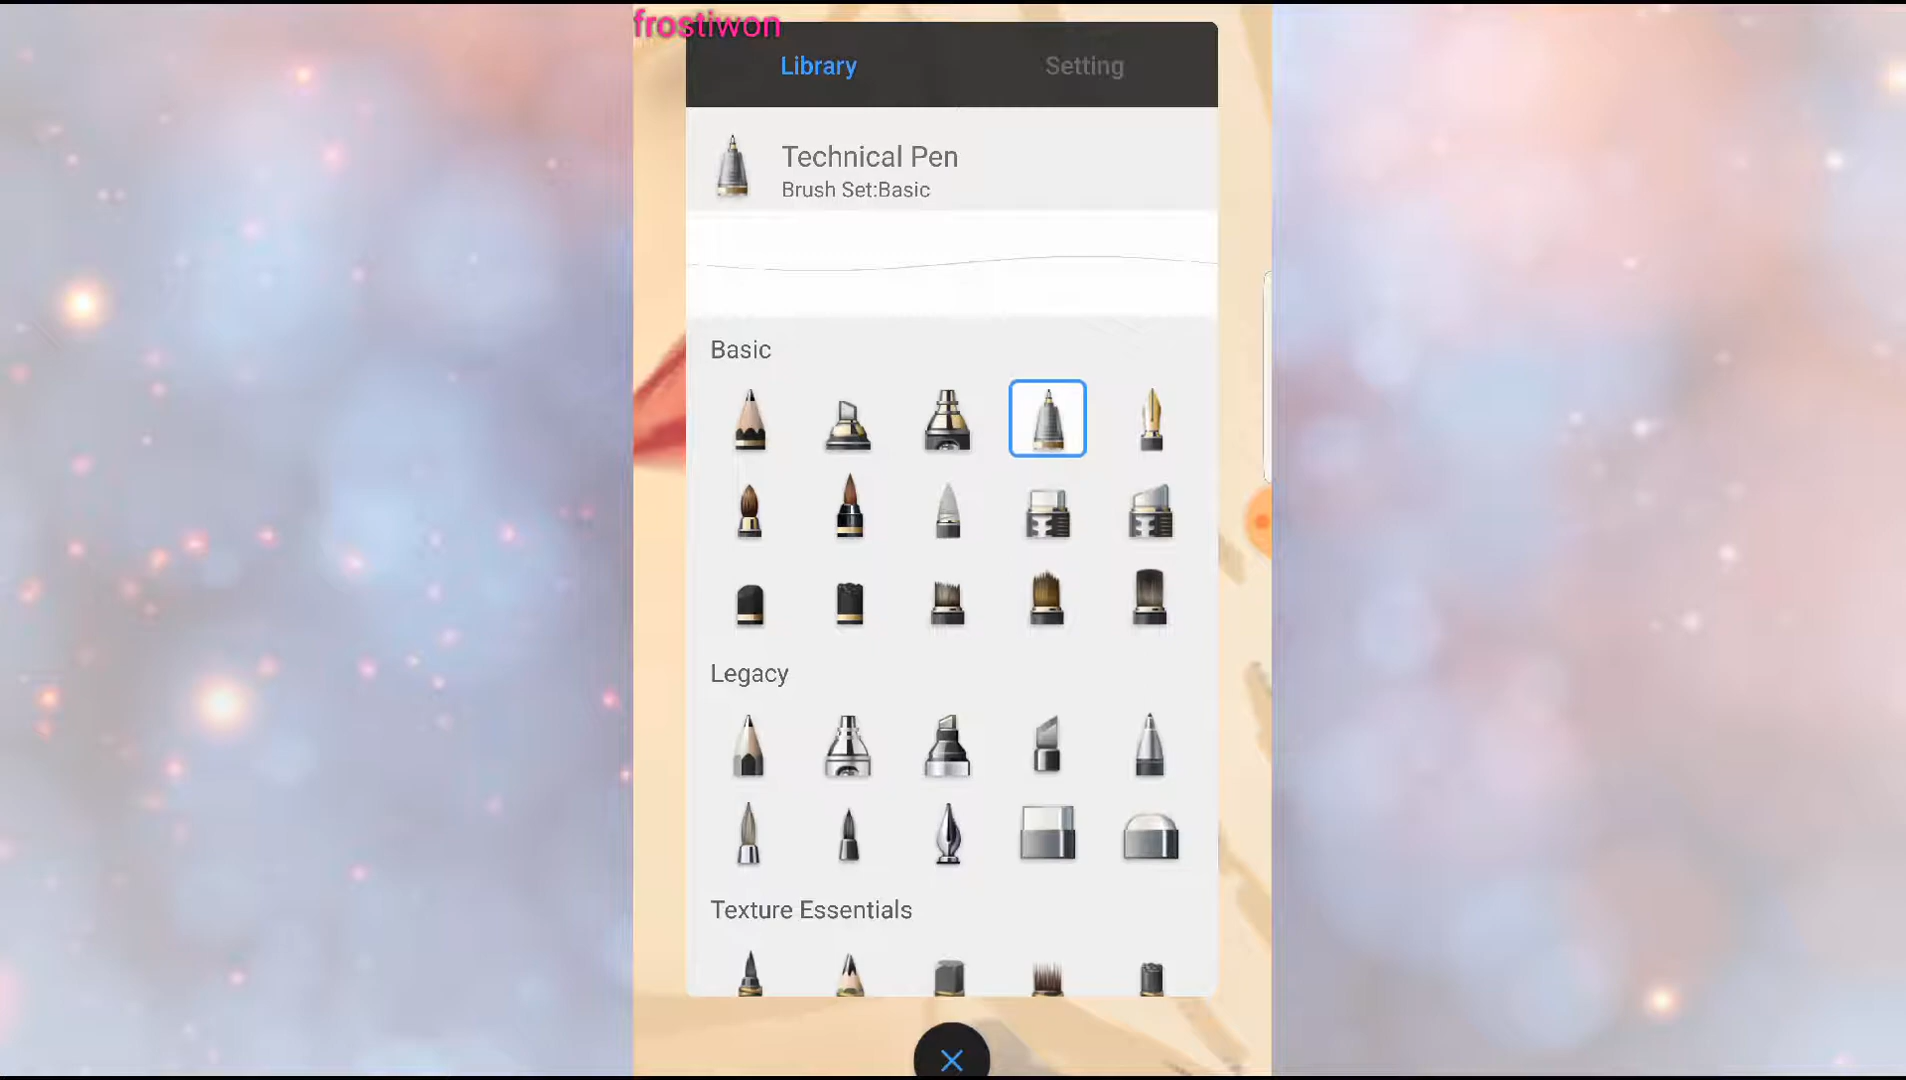 frostiwon
Library
Setting
Technical Pen
Brush Set:Basic
Basic
Legacy
Texture Essentials